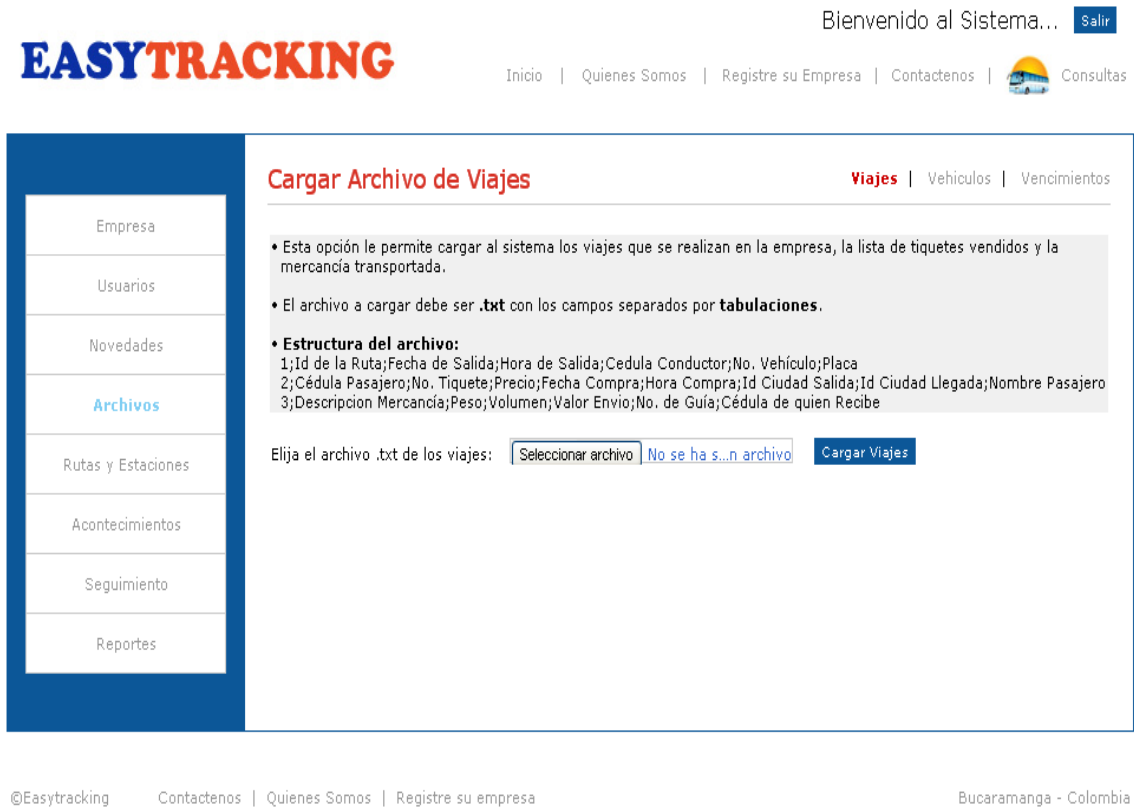 Bienvenido al Sistema... Salir
EASYTRACKING
Inicio | Quienes Somos | Registre su Empresa | Contactenos | Consultas
Cargar Archivo de Viajes
Viajes | Vehiculos | Vencimientos
Empresa
Usuarios
Novedades
Archivos
Rutas y Estaciones
Acontecimientos
Seguimiento
Reportes
• Esta opción le permite cargar al sistema los viajes que se realizan en la empresa, la lista de tiquetes vendidos y la
mercancía transportada.
• El archivo a cargar debe ser .txt con los campos separados por tabulaciones.
• Estructura del archivo:
1;Id de la Ruta;Fecha de Salida;Hora de Salida;Cedula Conductor;No. Vehículo;Placa
2;Cédula Pasajero;No. Tiquete;Precio;Fecha Compra;Hora Compra;Id Ciudad Salida;Id Ciudad Llegada;Nombre Pasajero
3;Descripcion Mercancía;Peso;Volumen;Valor Envio;No. de Guía;Cédula de quien Recibe
Elija el archivo .txt de los viajes: Seleccionar archivo No se ha s...n archivo Cargar Viajes
©Easytracking Contactenos | Quienes Somos | Registre su empresa Bucaramanga - Colombia